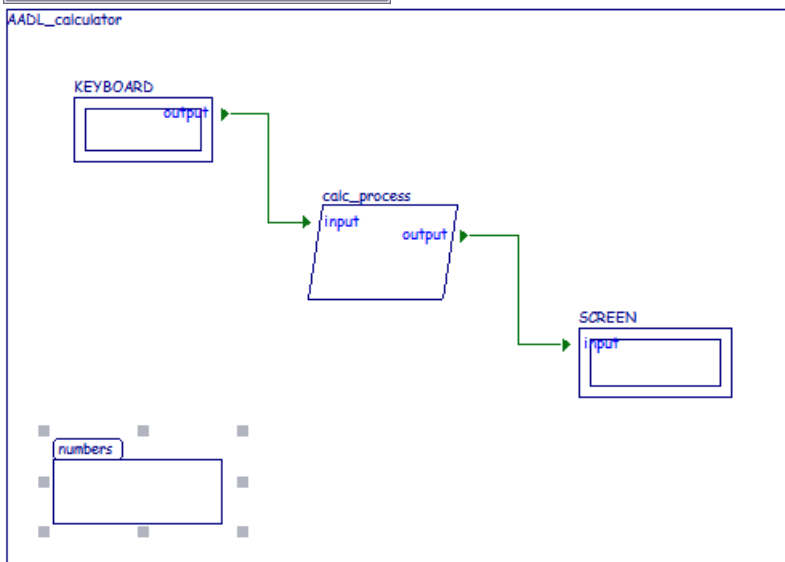 AADL_calculator
KEYBOARD
output
calc_process
input
output
SCREEN
input
numbers